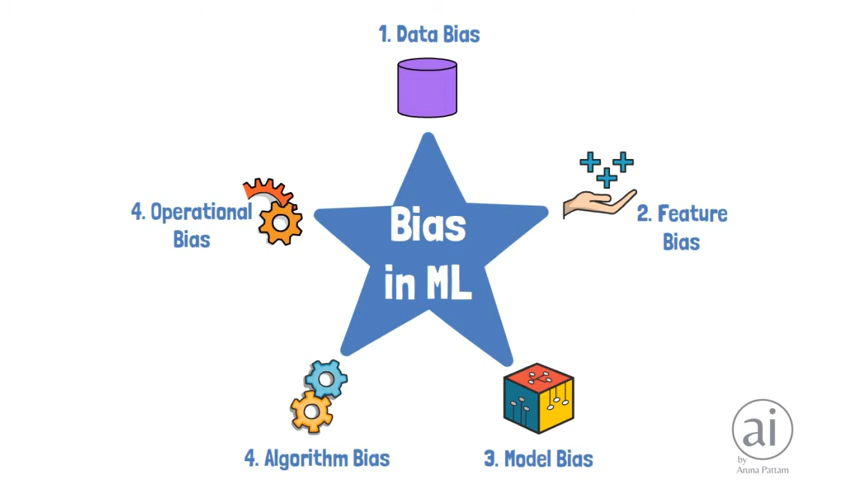 1. Data Bias
2. Feature
Bias
3. Model Bias
4. Algorithm Bias
4. Operational
Bias
Bias
in ML
ai
by
Aruna Pattam